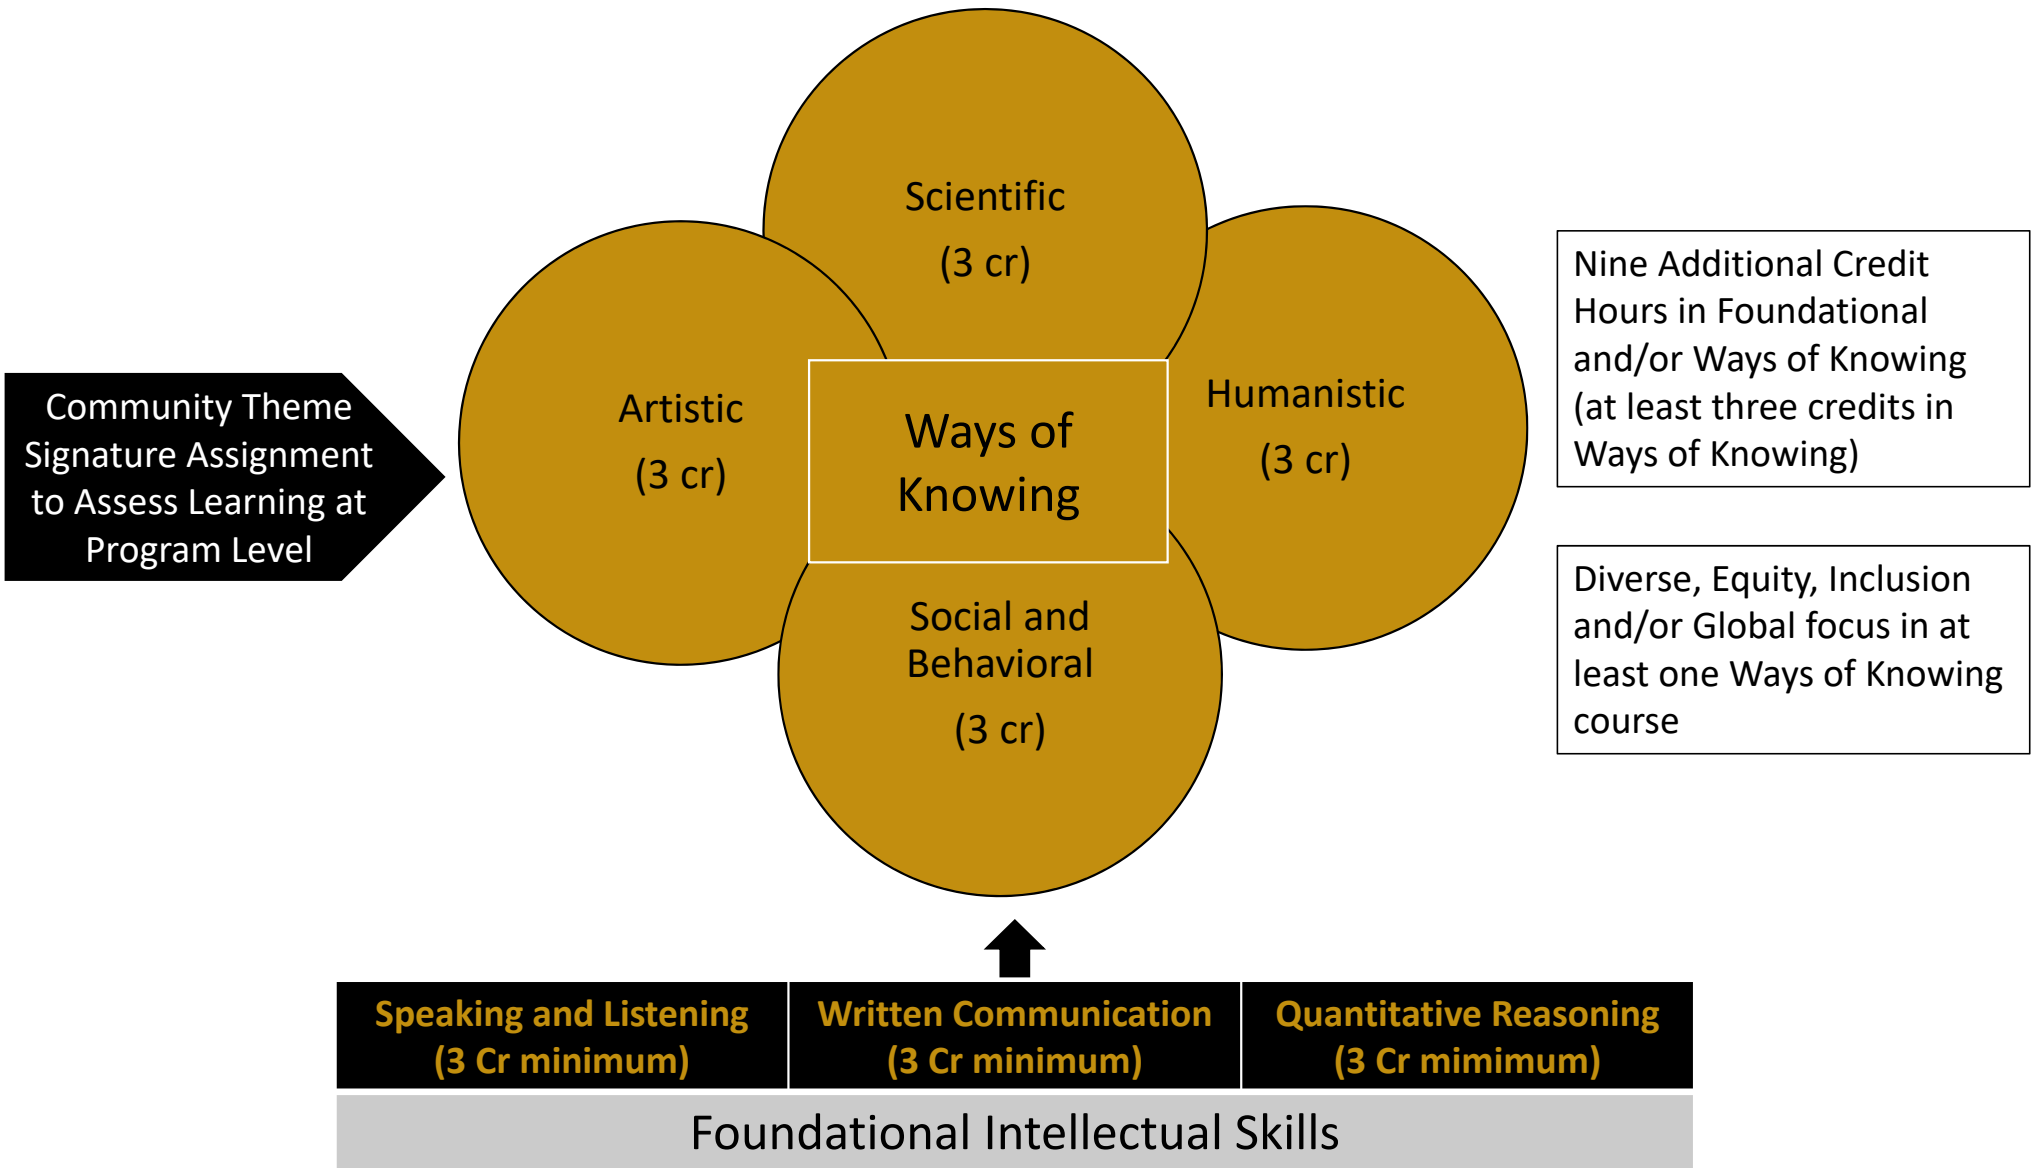 Scientific
(3 cr)
Artistic
(3 cr)
Ways of
Knowing
Humanistic
(3 cr)
Social and
Behavioral
(3 cr)
Community Theme
Signature Assignment
to Assess Learning at
Program Level
Nine Additional Credit
Hours in Foundational
and/or Ways of Knowing
(at least three credits in
Ways of Knowing)
Diverse, Equity, Inclusion
and/or Global focus in at
least one Ways of Knowing
course
Speaking and Listening
(3 Cr minimum)
Written Communication
(3 Cr minimum)
Quantitative Reasoning
(3 Cr mimimum)
Foundational Intellectual Skills